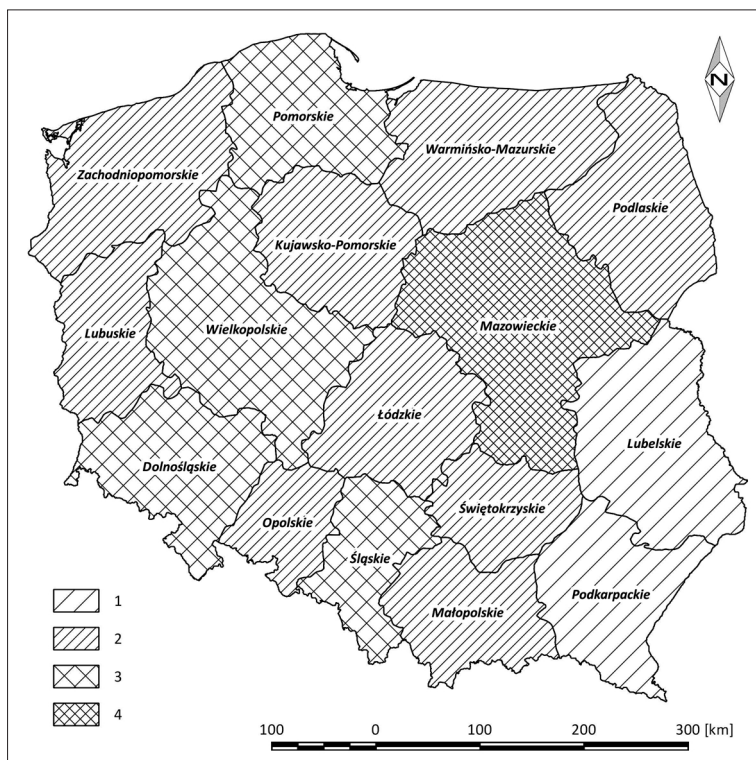 N
Pomorskie
Warmińsko-Mazurskie
Zachodniopomorskie
Podlaskie
Kujawsko-Pomorskie
Wielkopolskie
Mazowieckie
Lubuskie
Łódzkie
Lubelskie
Dolnośląskie
Świętokrzyskie
Opolskie
Śląskie
Podkarpackie
Małopolskie
1
2
3
4
100 0 100 200 300 [km]